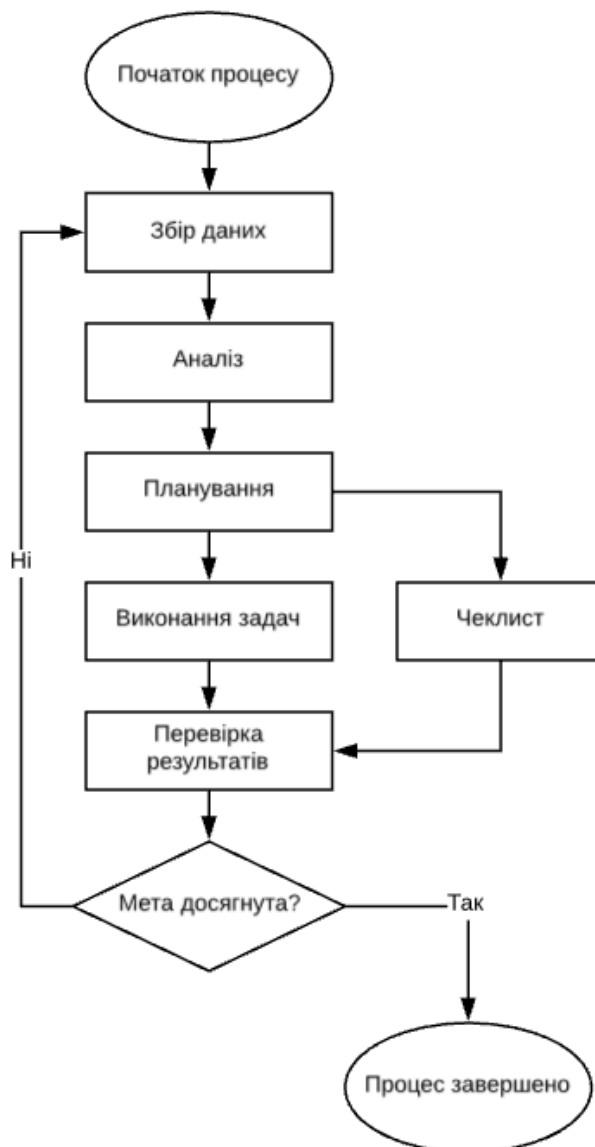 Початок процесу
Збір даних
Аналіз
Планування
Ні
Виконання задач
Чеклист
Перевірка
результатів
Мета досягнута?
Так
Процес завершено